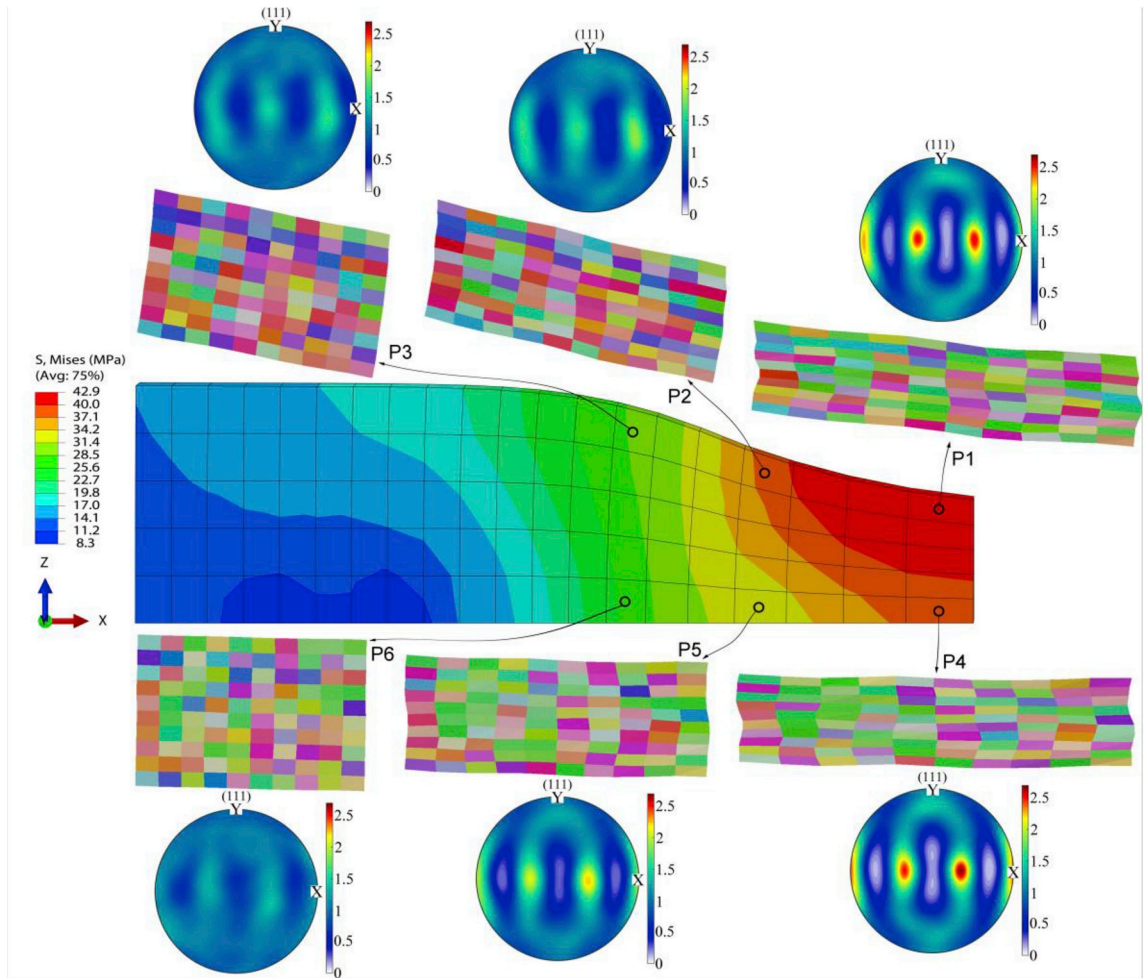 (111)
Y
X
2.5
2
1.5
1
0.5
0
(111)
Y
X
2.5
2
1.5
1
0.5
0
(111)
Y
X
2.5
2
1.5
1
0.5
0
P3
P2
P1
S, Mises (MPa)
(Avg: 75%)
42.9
40.0
37.1
34.2
31.4
28.5
25.6
22.7
19.8
17.0
14.1
11.2
8.3
Z
X
P6
P5
P4
(111)
Y
X
2.5
2
1.5
1
0.5
0
(111)
Y
X
2.5
2
1.5
1
0.5
0
(111)
Y
X
2.5
2
1.5
1
0.5
0